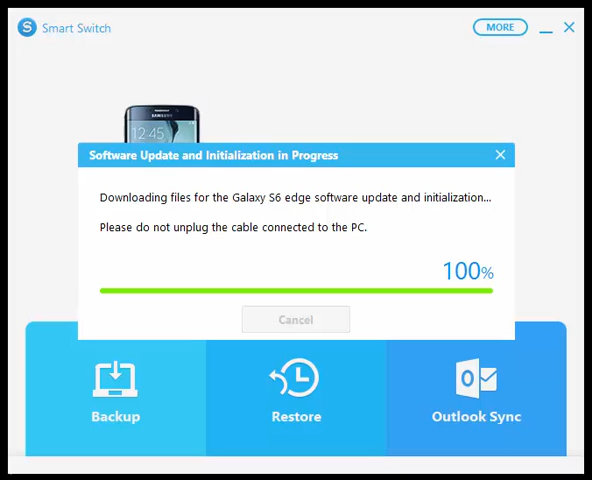 S Smart Switch
MORE
SAMSUNG
12:45
Software Update and Initialization in Progress
Downloading files for the Galaxy S6 edge software update and initialization...
Please do not unplug the cable connected to the PC.
100%
Cancel
Backup
Restore
Outlook Sync